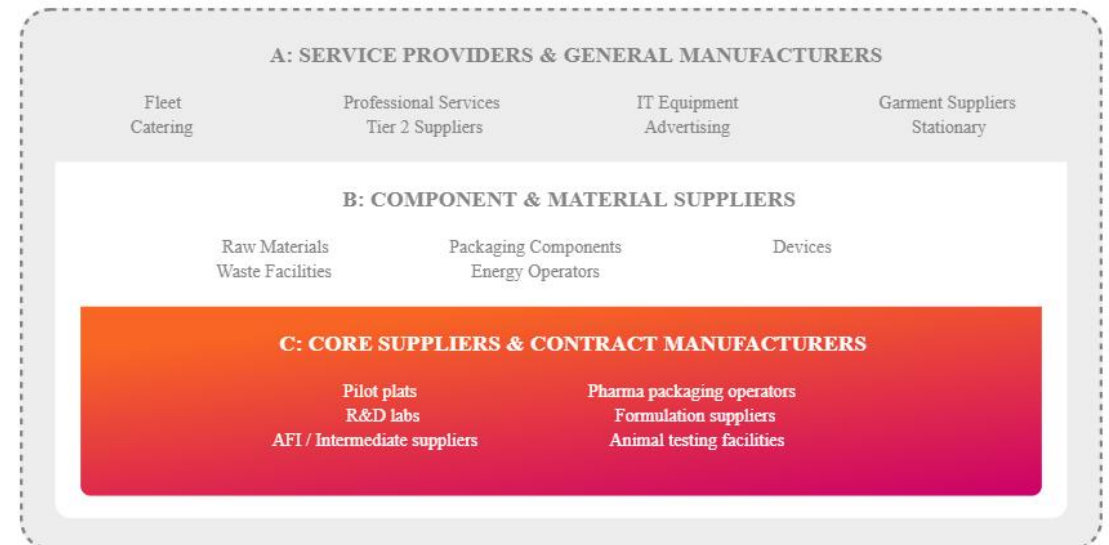 A: SERVICE PROVIDERS & GENERAL MANUFACTURERS
Fleet Professional Services IT Equipment Garment Suppliers
Catering Tier 2 Suppliers Advertising Stationary
B: COMPONENT & MATERIAL SUPPLIERS
Raw Materials Packaging Components Devices
Waste Facilities Energy Operators
C: CORE SUPPLIERS & CONTRACT MANUFACTURERS
Pilot plats Pharma packaging operators
R&D labs Formulation suppliers
AFI / Intermediate suppliers Animal testing facilities